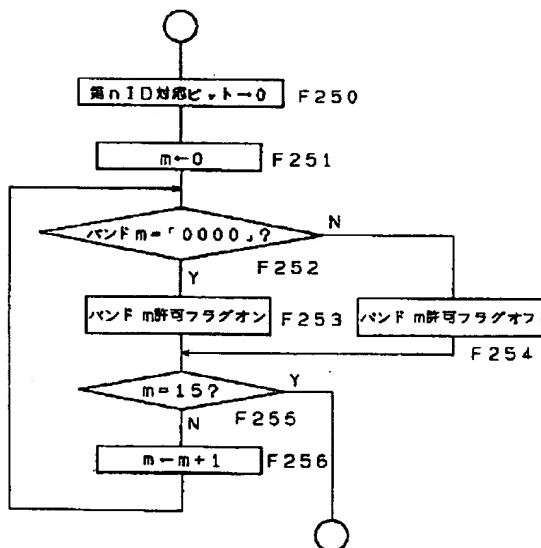 第nID対応ビット→0
F250
m←0
F251
バンドm=「0000」?
N
F252
Y
バンドm許可フラグオン
F253
バンドm許可フラグオフ
F254
m=15?
Y
F255
N
m←m+1
F256